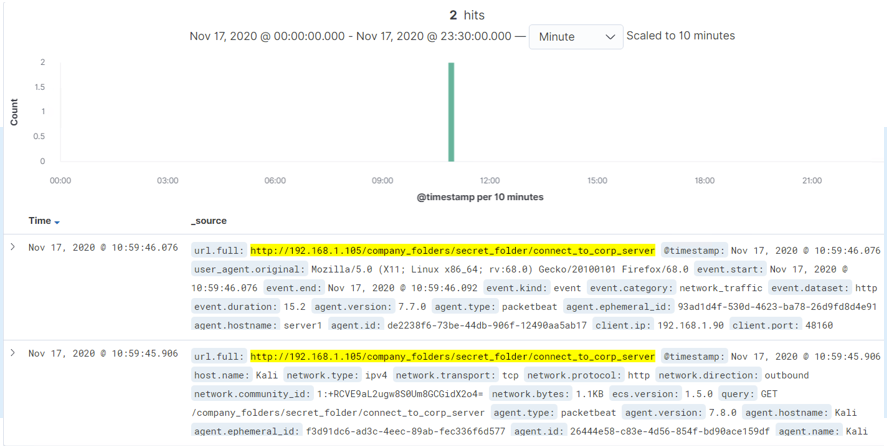 2 hits
Nov 17, 2020 @ 00:00:00.000 - Nov 17, 2020 @ 23:30:00.000 — Minute Scaled to 10 minutes
Count
2
1.5
1
0.5
0
00:00 03:00 06:00 09:00 12:00 15:00 18:00 21:00
@timestamp per 10 minutes
Time _source
Nov 17, 2020 @ 10:59:46.076 url.full: http://192.168.1.105/company_folders/secret_folder/connect_to_corp_server @timestamp: Nov 17, 2020 @ 10:59:46.076
user_agent.original: Mozilla/5.0 (X11; Linux x86_64; rv:68.0) Gecko/20100101 Firefox/68.0 event.start: Nov 17, 2020 @
10:59:46.076 event.end: Nov 17, 2020 @ 10:59:46.092 event.kind: event event.category: network_traffic event.dataset: http
event.duration: 15.2 agent.version: 7.7.0 agent.type: packetbeat agent.ephemeral_id: 93ad1d4f-530d-4623-ba78-26d9fd8d4e91
agent.hostname: server1 agent.id: de2238f6-73be-44db-906f-12490aa5ab17 client.ip: 192.168.1.90 client.port: 48160
Nov 17, 2020 @ 10:59:45.906 url.full: http://192.168.1.105/company_folders/secret_folder/connect_to_corp_server @timestamp: Nov 17, 2020 @ 10:59:45.906
host.name: Kali network.type: ipv4 network.transport: tcp network.protocol: http network.direction: outbound
network.community_id: 1:+RCVE9aL2ugw8S0Um8GCGidX2o4= network.bytes: 1.1KB ecs.version: 1.5.0 query: GET
/company_folders/secret_folder/connect_to_corp_server agent.type: packetbeat agent.version: 7.8.0 agent.hostname: Kali
agent.ephemeral_id: f3d91dc6-ad3c-4eec-89ab-fec336f6d577 agent.id: 26444e58-c83e-4d56-854f-bd90ace159df agent.name: Kali